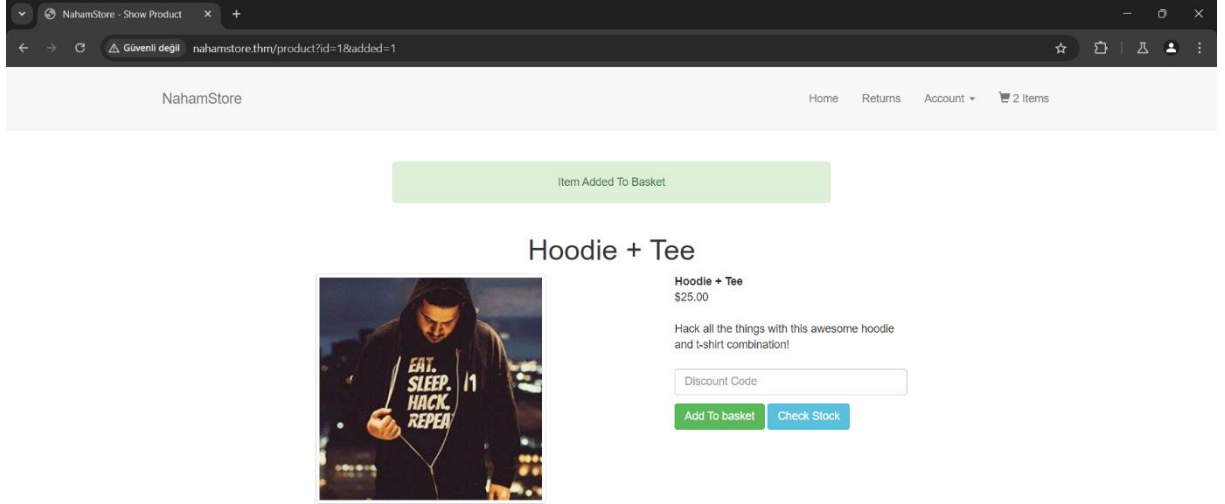 NahamStore - Show Product
Güvenli değil nahamstore.thm/product?id=1&added=1
NahamStore Home Returns Account 2 Items
Item Added To Basket
Hoodie + Tee
EAT.
SLEEP.
HACK.
REPEAT
Hoodie + Tee
$25.00
Hack all the things with this awesome hoodie
and t-shirt combination!
Discount Code
Add To basket Check Stock